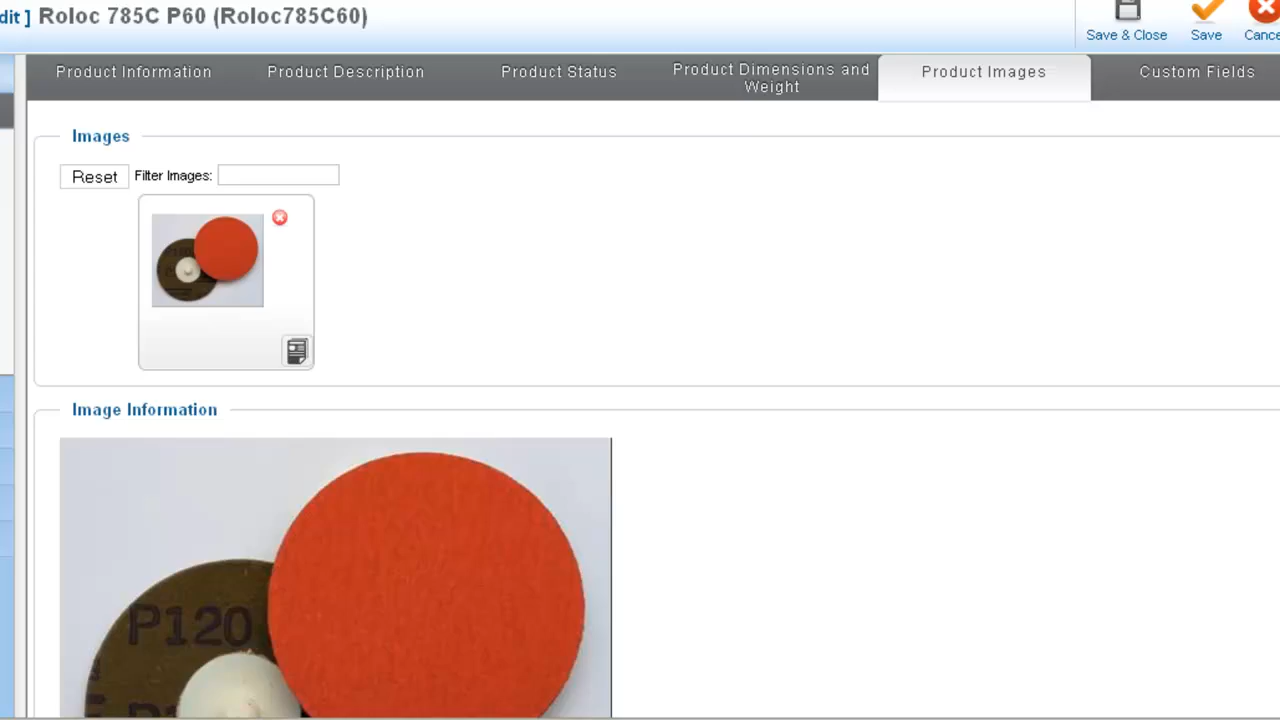 dit ] Roloc 785C P60 (Roloc785C60)
Save & Close Save Cance
Product Information Product Description Product Status Product Dimensions and Weight Product Images Custom Fields
Images
Reset Filter Images:
Image Information
P120